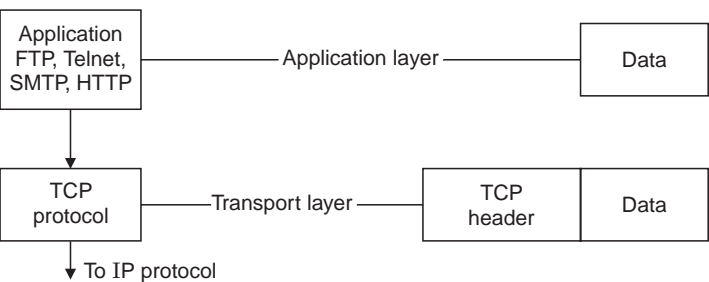 Application
FTP, Telnet,
SMTP, HTTP
Application layer
Data
TCP
protocol
Transport layer
TCP
header
Data
To IP protocol